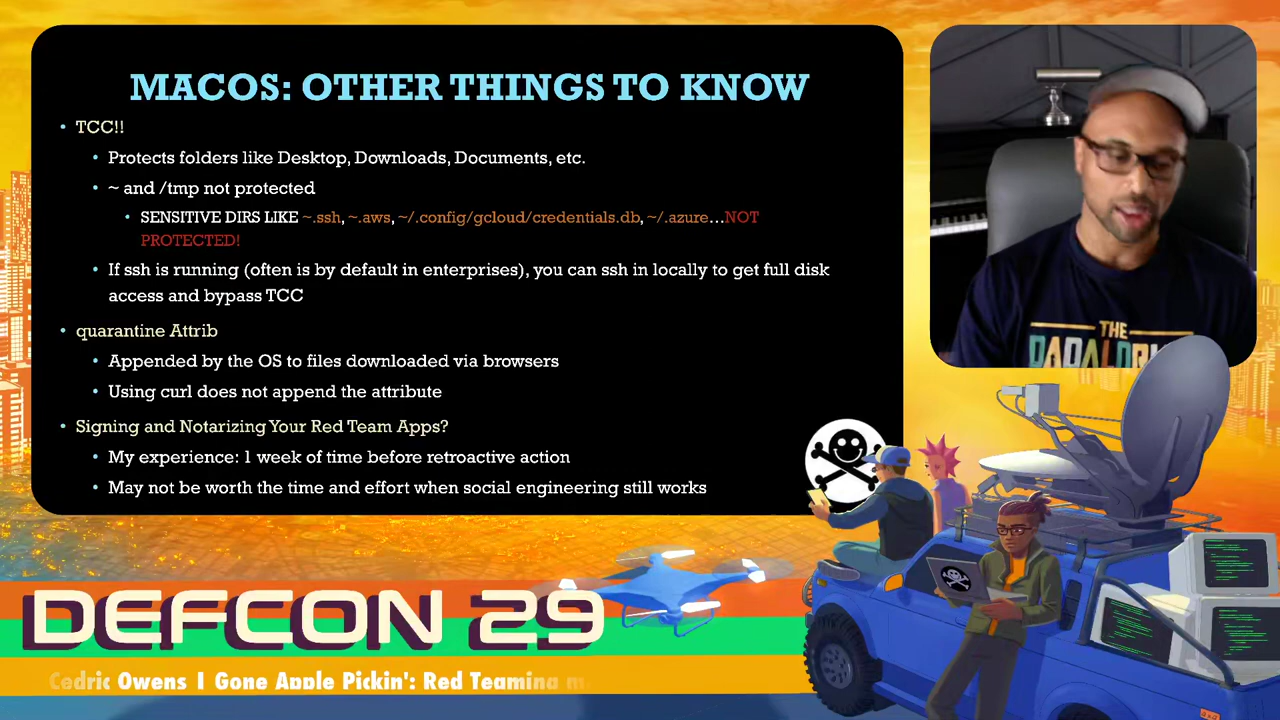 MACOS: OTHER THINGS TO KNOW
• TCC!!
• Protects folders like Desktop, Downloads, Documents, etc.
• ~ and /tmp not protected
• SENSITIVE DIRS LIKE ~.ssh, ~.aws, ~/.config/gcloud/credentials.db, ~/.azure...NOT
PROTECTED!
• If ssh is running (often is by default in enterprises), you can ssh in locally to get full disk
access and bypass TCC
• quarantine Attrib
• Appended by the OS to files downloaded via browsers
• Using curl does not append the attribute
• Signing and Notarizing Your Red Team Apps?
• My experience: 1 week of time before retroactive action
• May not be worth the time and effort when social engineering still works
THE
DEFCON 29
Cedric Owens | Gone Apple Pickin': Red Teaming m